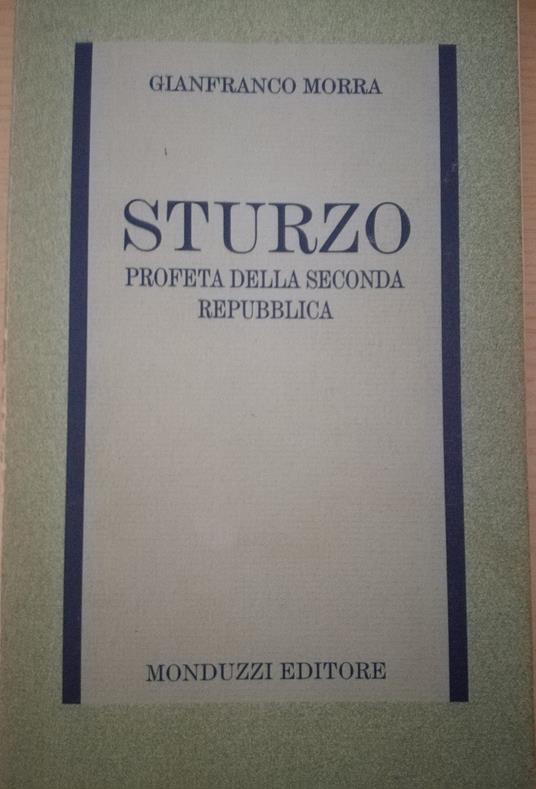 GIANFRANCO MORRA
STURZO
PROFETA DELLA SECONDA
REPUBBLICA
MONDUZZI EDITORE